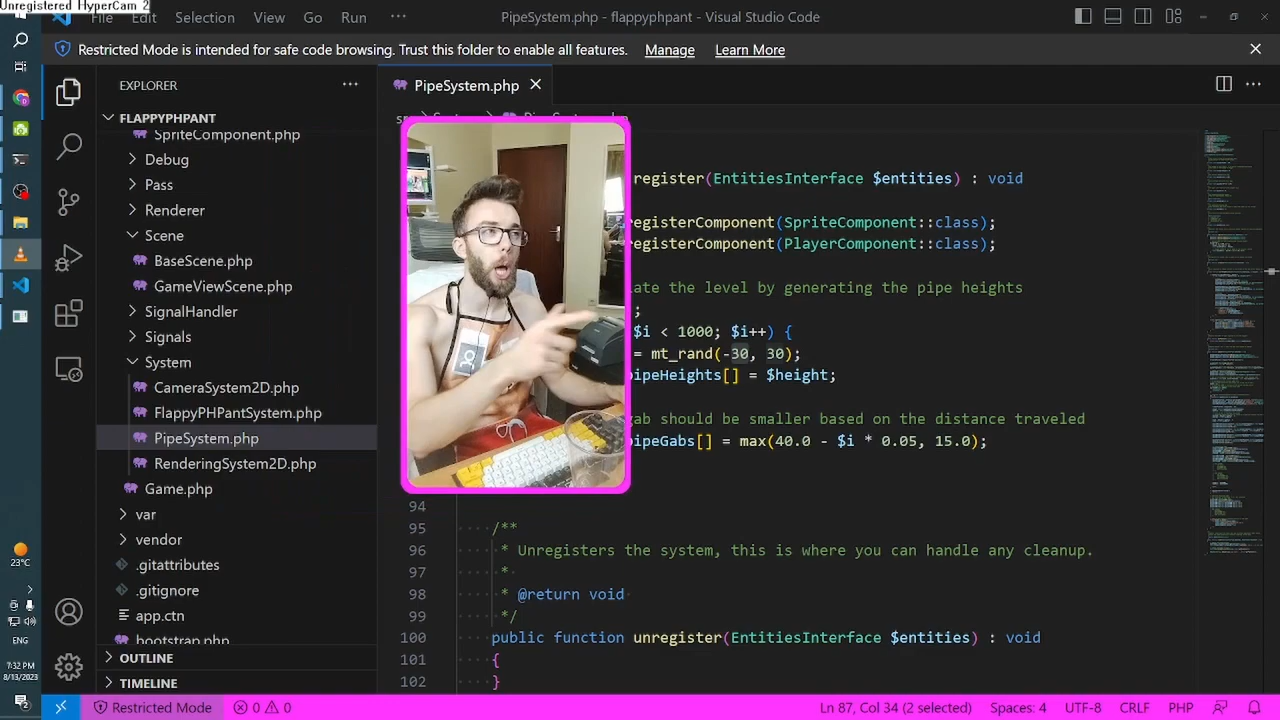 Unregistered HyperCam 2
File Edit Selection View Go Run ··· PipeSystem.php - flappyphpant - Visual Studio Code
Restricted Mode is intended for safe code browsing. Trust this folder to enable all features. Manage Learn More
EXPLORER
FLAPPYPHPANT
SpriteComponent.php
Debug
Pass
Renderer
Scene
BaseScene.php
GameViewScene.php
SignalHandler
Signals
System
CameraSystem2D.php
FlappyPHPantSystem.php
PipeSystem.php
RenderingSystem2D.php
Game.php
var
vendor
.gitattributes
.gitignore
app.ctn
bootstrap.php
OUTLINE
TIMELINE
PipeSystem.php
register(EntitiesInterface $entities) : void
registerComponent(SpriteComponent::class);
registerComponent(PlayerComponent::class);
ate the level by generating the pipe heights
;
$i < 1000; $i++) {
= mt_rand(-30, 30);
pipeHeights[] = $height;
gab should be smaller based on the distance traveled
pipeGabs[] = max(40.0 - $i * 0.05, 15.0);
94
95 /**
96 * Unregisters the system, this is where you can handle any cleanup.
97 *
98 * @return void
99 */
100 public function unregister(EntitiesInterface $entities) : void
101 {
102 }
23°C
ENG
7:32 PM
8/13/2023
Restricted Mode 0 0 Ln 87, Col 34 (2 selected) Spaces: 4 UTF-8 CRLF PHP